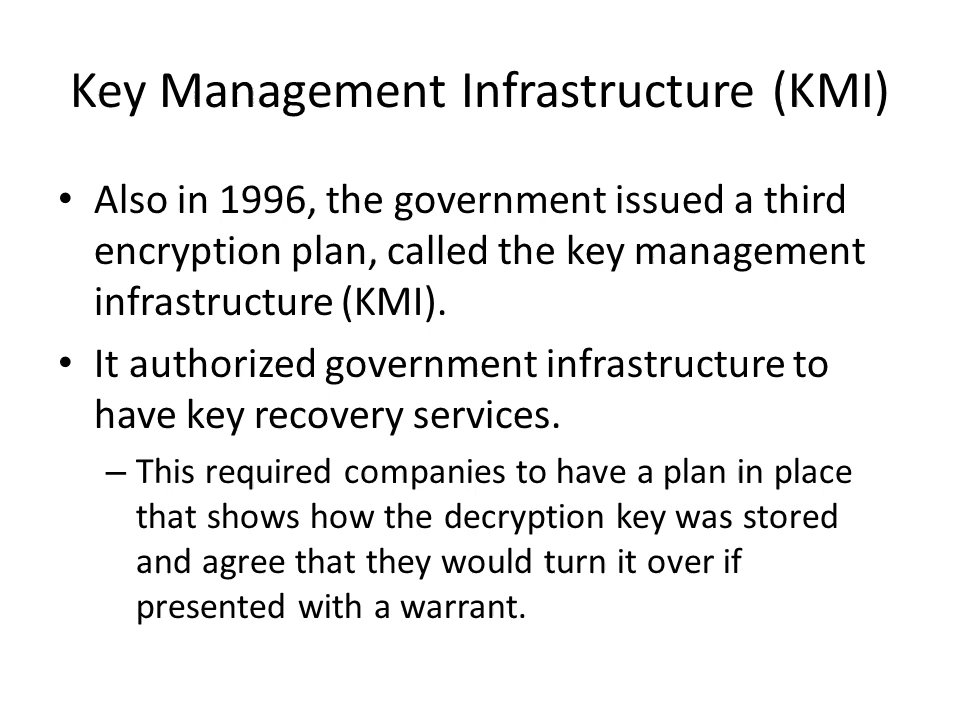 Key Management Infrastructure (KMI)
• Also in 1996, the government issued a third
encryption plan, called the key management
infrastructure (KMI).
• It authorized government infrastructure to
have key recovery services.
– This required companies to have a plan in place
that shows how the decryption key was stored
and agree that they would turn it over if
presented with a warrant.